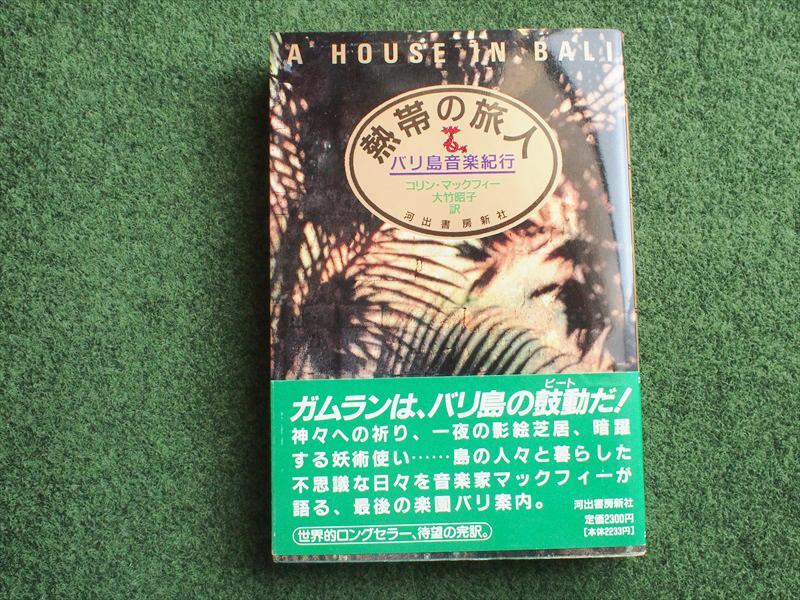 A HOUSE IN BALI
熱帯の旅人
バリ島音楽紀行
コリン・マックフィー
大竹昭子
訳
河出書房新社
ビート
ガムランは、バリ島の鼓動だ!
神々への祈り、一夜の影絵芝居、暗躍
する妖術使い……島の人々と暮らした
不思議な日々を音楽家マックフィーが
語る、最後の楽園バリ案内。
河出書房新社
定価2300円
[本体2233円]
世界的ロングセラー、待望の完訳。